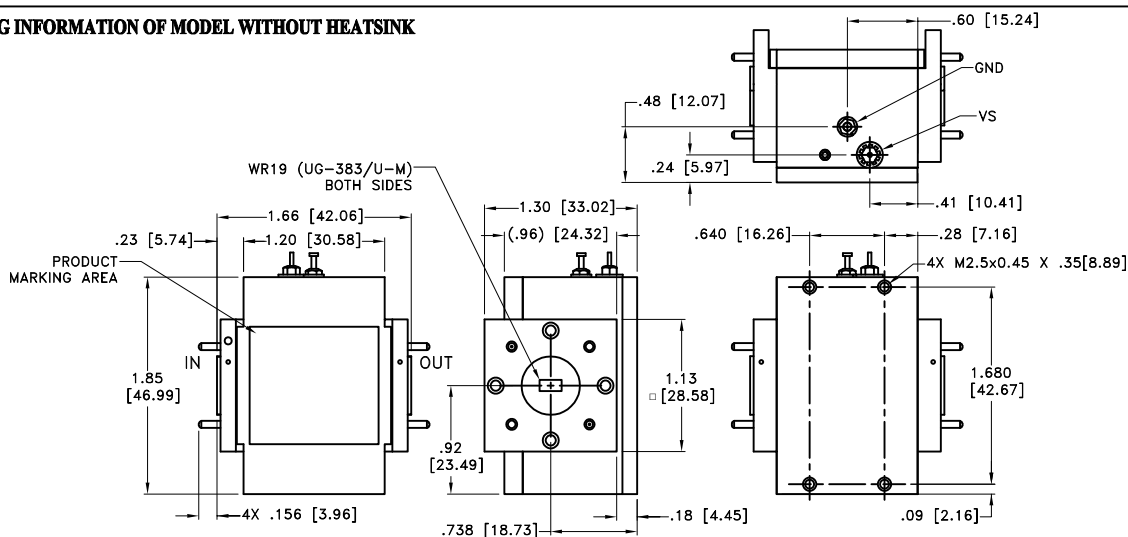 G INFORMATION OF MODEL WITHOUT HEATSINK
.60 [15.24]
GND
VS
.48 [12.07]
.24 [5.97]
.41 [10.41]
WR19 (UG-383/U-M)
BOTH SIDES
1.66 [42.06]
.23 [5.74]
1.20 [30.58]
PRODUCT
MARKING AREA
IN
OUT
1.85
[46.99]
4X .156 [3.96]
1.30 [33.02]
(.96) [24.32]
1.13
□ [28.58]
.92
[23.49]
.738 [18.73]
.18 [4.45]
.640 [16.26]
.28 [7.16]
4X M2.5x0.45 X .35[8.89]
1.680
[42.67]
.09 [2.16]